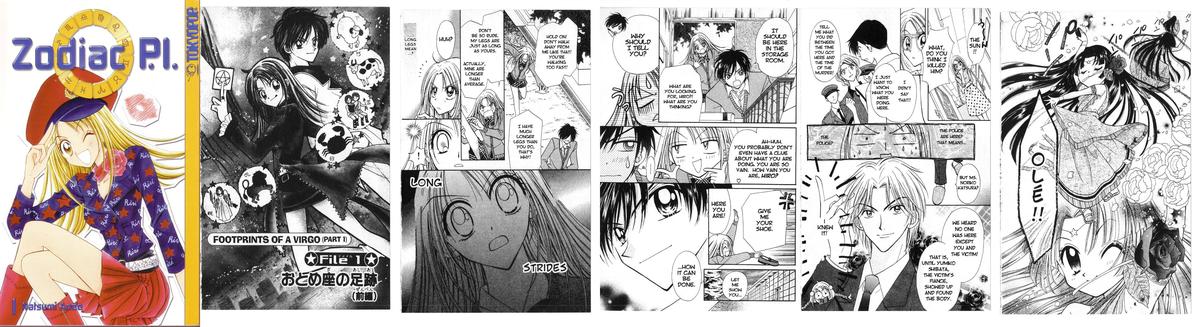 Zodiac P.I.
TOKYOPOP
1 Natsumi Ando
FOOTPRINTS OF A VIRGO (PART 1)
★File 1★
おとめ座の足跡
(前編)
HOLD ON! DON'T
WALK AWAY
FROM ME LIKE
THAT! YOU'RE
WALKING
TOO FAST!!
DON'T
BE SO RUDE.
MY LEGS ARE
JUST AS LONG
AS YOURS.
HUH?
LONG
LEGS
MEAN
ACTUALLY,
MINE ARE
LONGER
THAN
AVERAGE.
I HAVE
MUCH
LONGER
LEGS THAN
YOU DO,
THAT'S
WHY!
LONG
STRIDES
IT SHOULD
BE HERE IN
THE STORAGE
ROOM.
WHY
SHOULD I
TELL
YOU?
WHAT ARE
YOU LOOKING
FOR, HIRO?
WHAT ARE YOU
THINKING?
AH-HUH.
YOU PROBABLY DON'T
EVEN HAVE A CLUE
ABOUT WHAT YOU ARE
DOING. YOU ARE SO
VAIN. HOW VAIN YOU
ARE, HIRO?
GIVE
ME
YOUR
SHOE.
HERE
YOU
ARE!
...HOW
IT CAN
BE
DONE.
LET
ME
SHOW
YOU...
THE
SUN
WHAT, DO
YOU THINK I
KILLED
HIM?
TELL
ME WHAT
YOU DID
BETWEEN THE
TIME YOU
GOT HERE
AND THE TIME
OF THE
MURDER!
I
DIDN'T
SAY
THAT!
I JUST
WANT TO
KNOW WHAT
YOU WERE
DOING
HERE.
THE POLICE
ARE HERE?
THAT
MEANS...
THE
POLICE?
BUT MS.
NORIKO
KATSURA?
I
KNEW
IT!
WE HEARD
NO ONE
WAS HERE
EXCEPT
YOU AND
THE VICTIM!
THAT IS,
UNTIL YUMIKO
SHIBATA,
THE VICTIM'S
FIANCE,
SHOWED UP
AND FOUND
THE BODY.
OLE!!